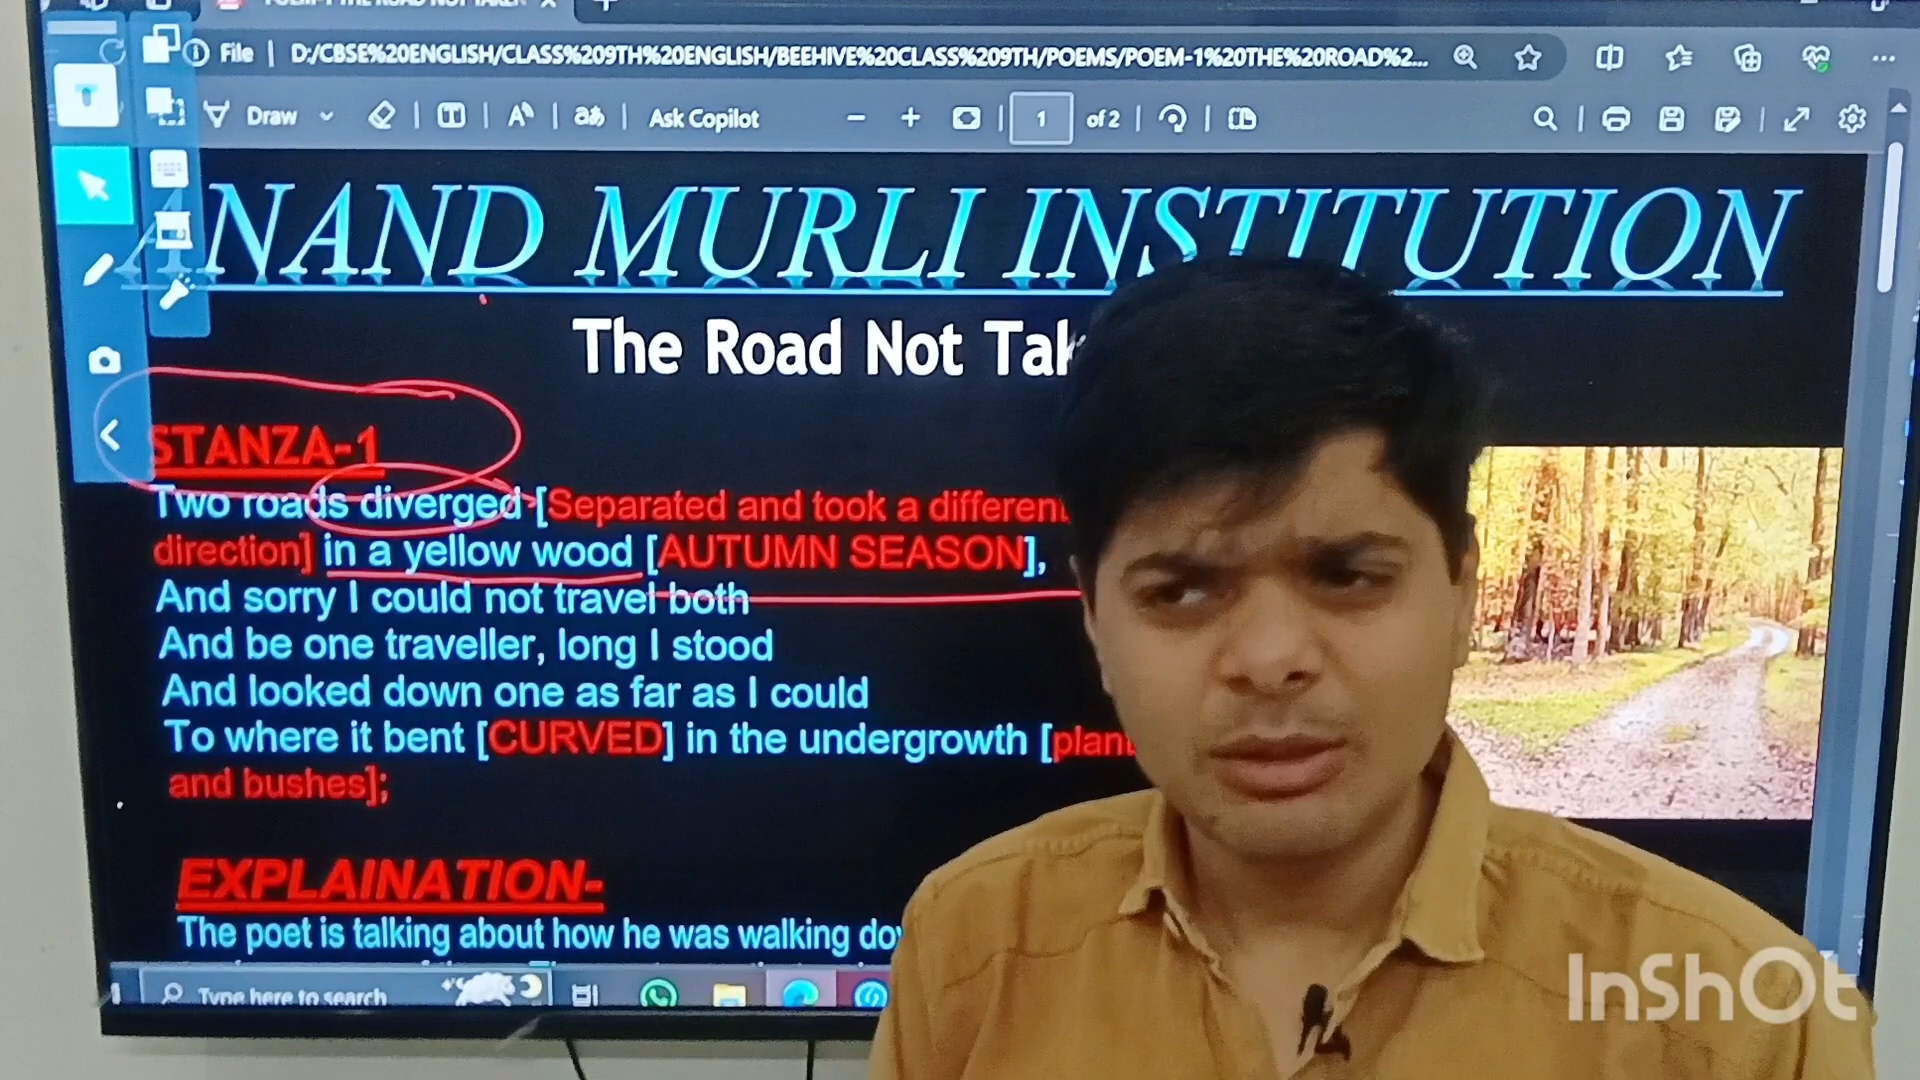 File | D:/CBSE%20ENGLISH/CLASS%209TH%20ENGLISH/BEEHIVE%20CLASS%209TH/POEMS/POEM-1%20THE%20ROAD%2...
Draw Ask Copilot 1 of 2
ANAND MURLI INSTITUTION
The Road Not Tak
STANZA-1
Two roads diverged [Separated and took a different
direction] in a yellow wood [AUTUMN SEASON],
And sorry I could not travel both
And be one traveller, long I stood
And looked down one as far as I could
To where it bent [CURVED] in the undergrowth [plant
and bushes];
EXPLAINATION-
The poet is talking about how he was walking dow
Type here to search
InShOt